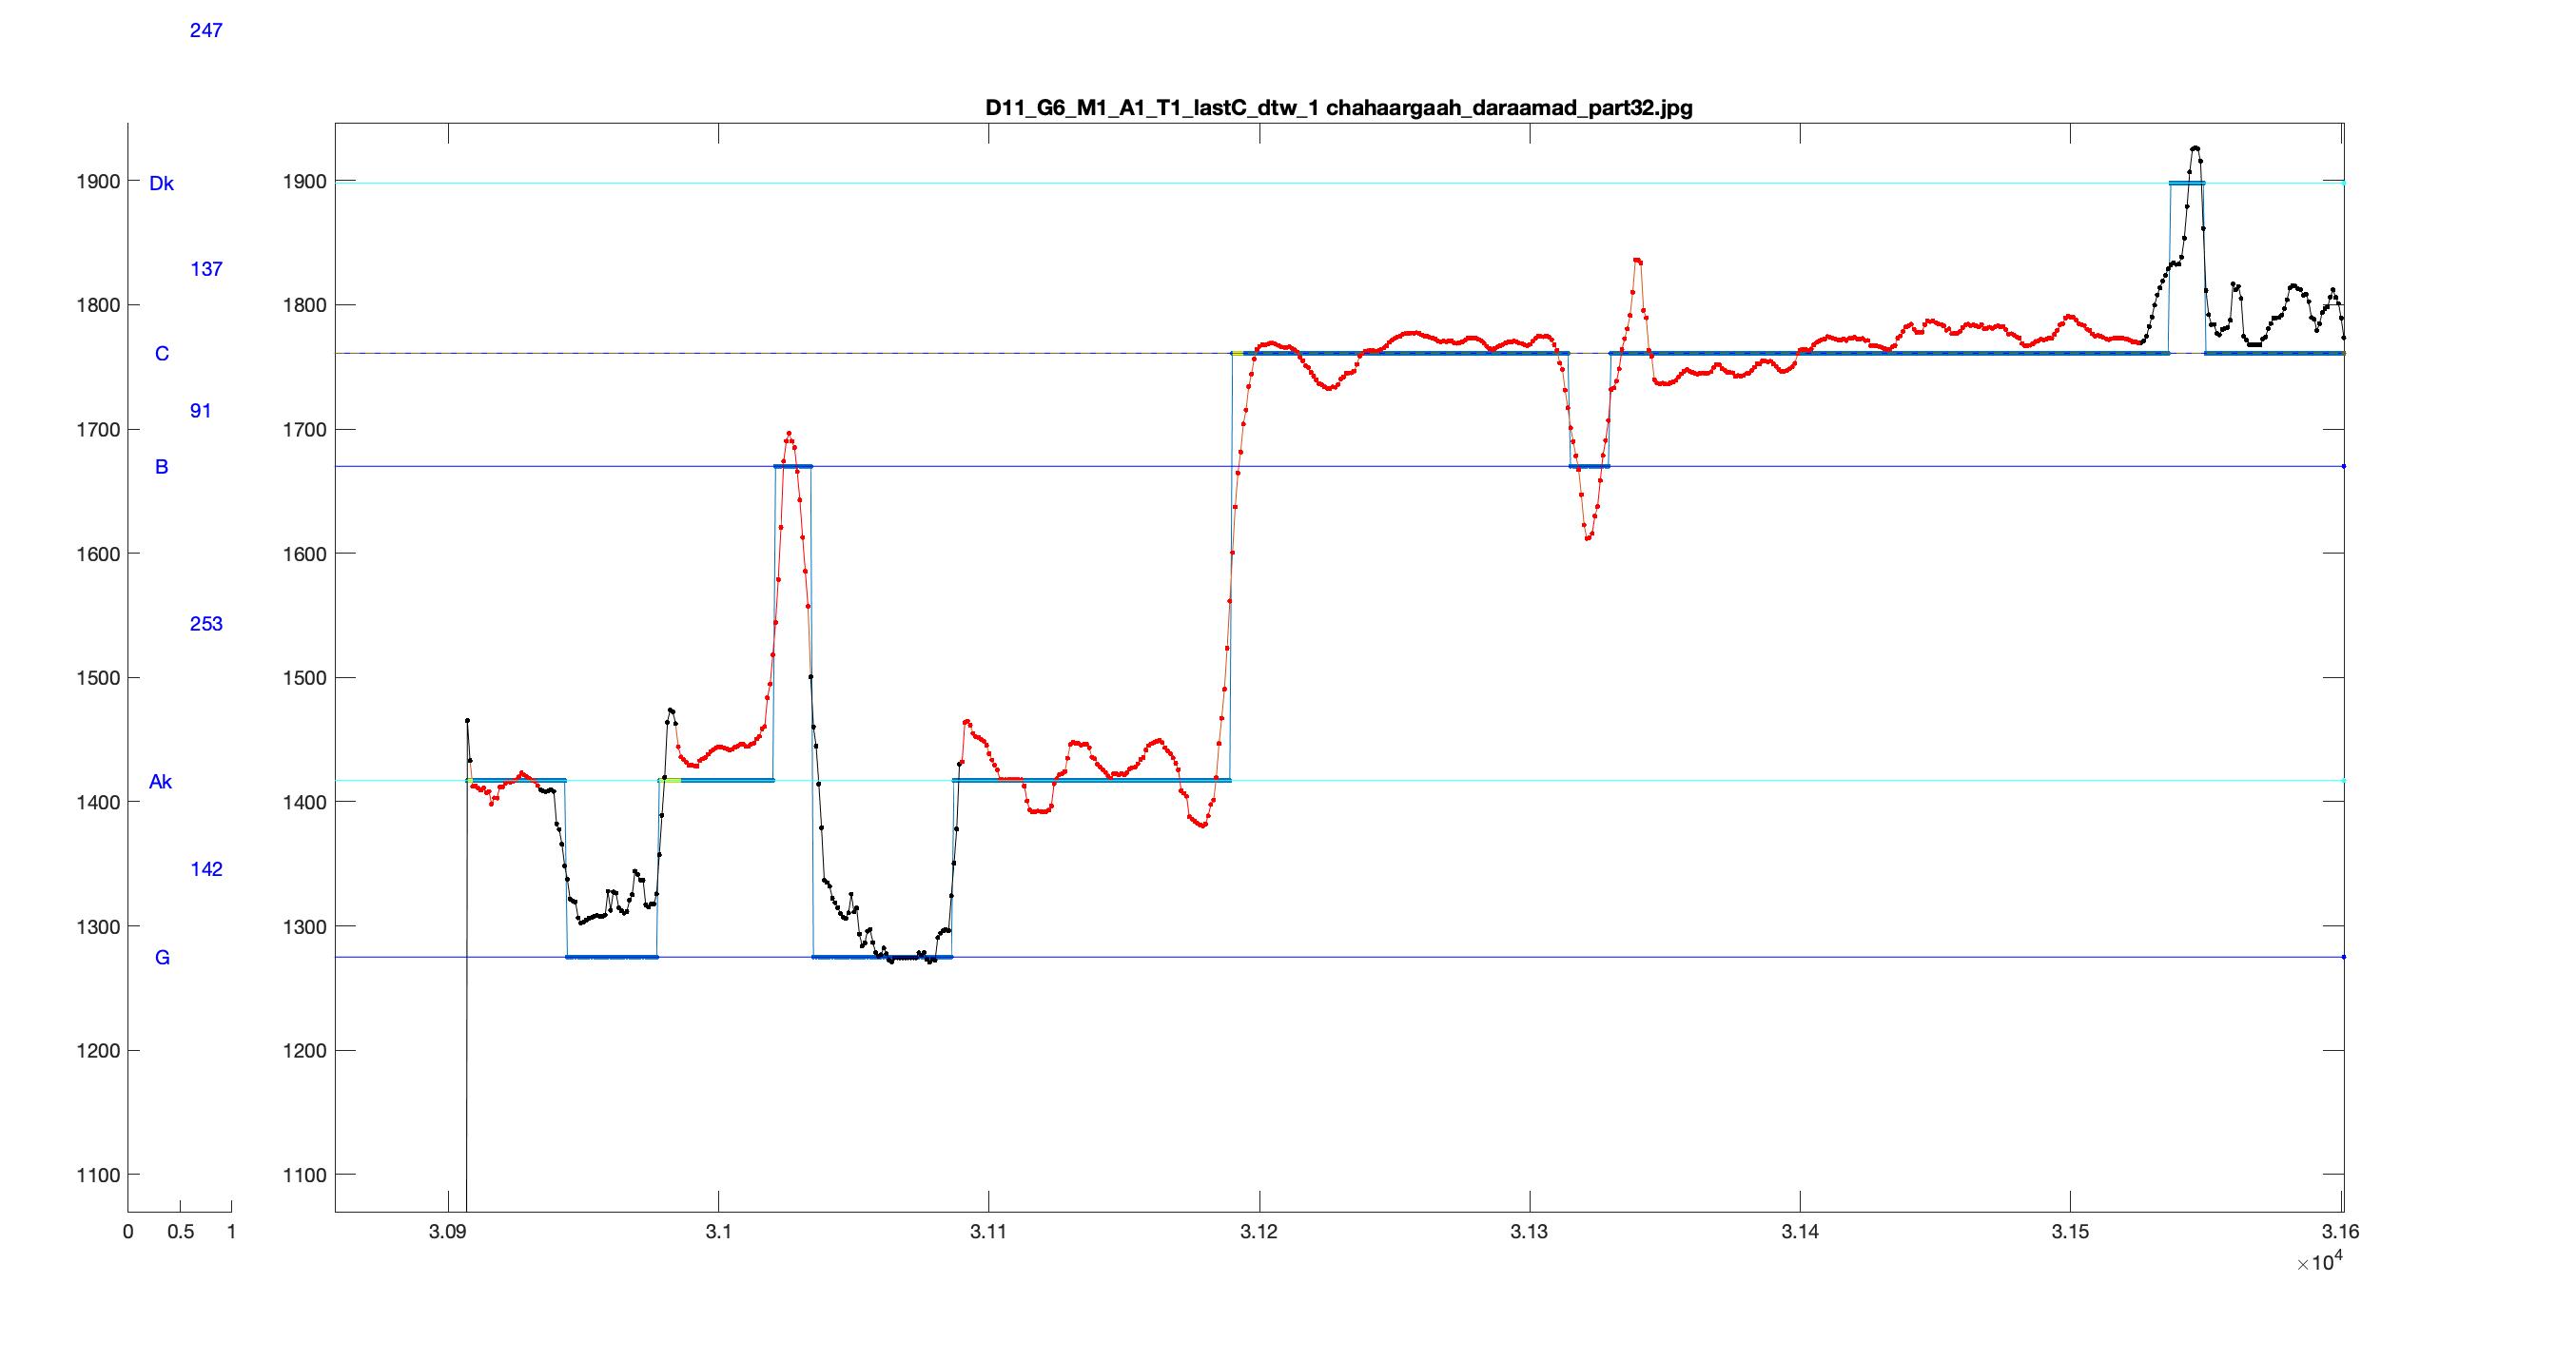 247
D11_G6_M1_A1_T1_lastC_dtw_1 chahaargaah_daraamad_part32.jpg
1900 Dk 1900
137
1800 1800
C
91
1700 1700
B
1600 1600
253
1500 1500
Ak
1400 1400
142
1300 1300
G
1200 1200
1100 1100
0 0.5 1 3.09 3.1 3.11 3.12 3.13 3.14 3.15 3.16
×10⁴